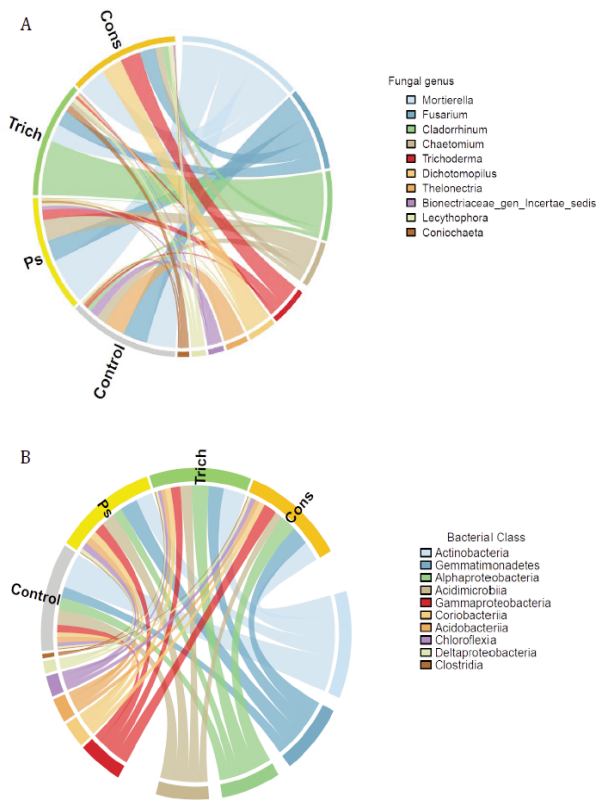 A
Cons
Trich
Ps
Control
Fungal genus
Mortierella
Fusarium
Cladorrhinum
Chaetomium
Trichoderma
Dichotomopilus
Thelonectria
Bionectriaceae_gen_Incertae_sedis
Lecythophora
Coniochaeta
B
Trich
Ps
Cons
Control
Bacterial Class
Actinobacteria
Gemmatimonadetes
Alphaproteobacteria
Acidimicrobiia
Gammaproteobacteria
Coriobacteriia
Acidobacteriia
Chloroflexia
Deltaproteobacteria
Clostridia